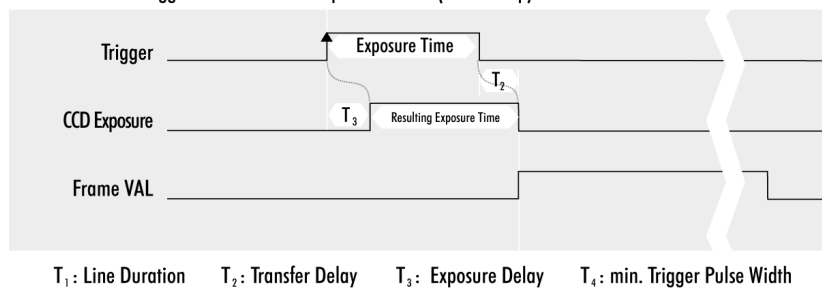 Trigger
Exposure Time
T₂
CCD Exposure
T₃
Resulting Exposure Time
Frame VAL
T₁: Line Duration T₂: Transfer Delay T₃: Exposure Delay T₄: min. Trigger Pulse Width